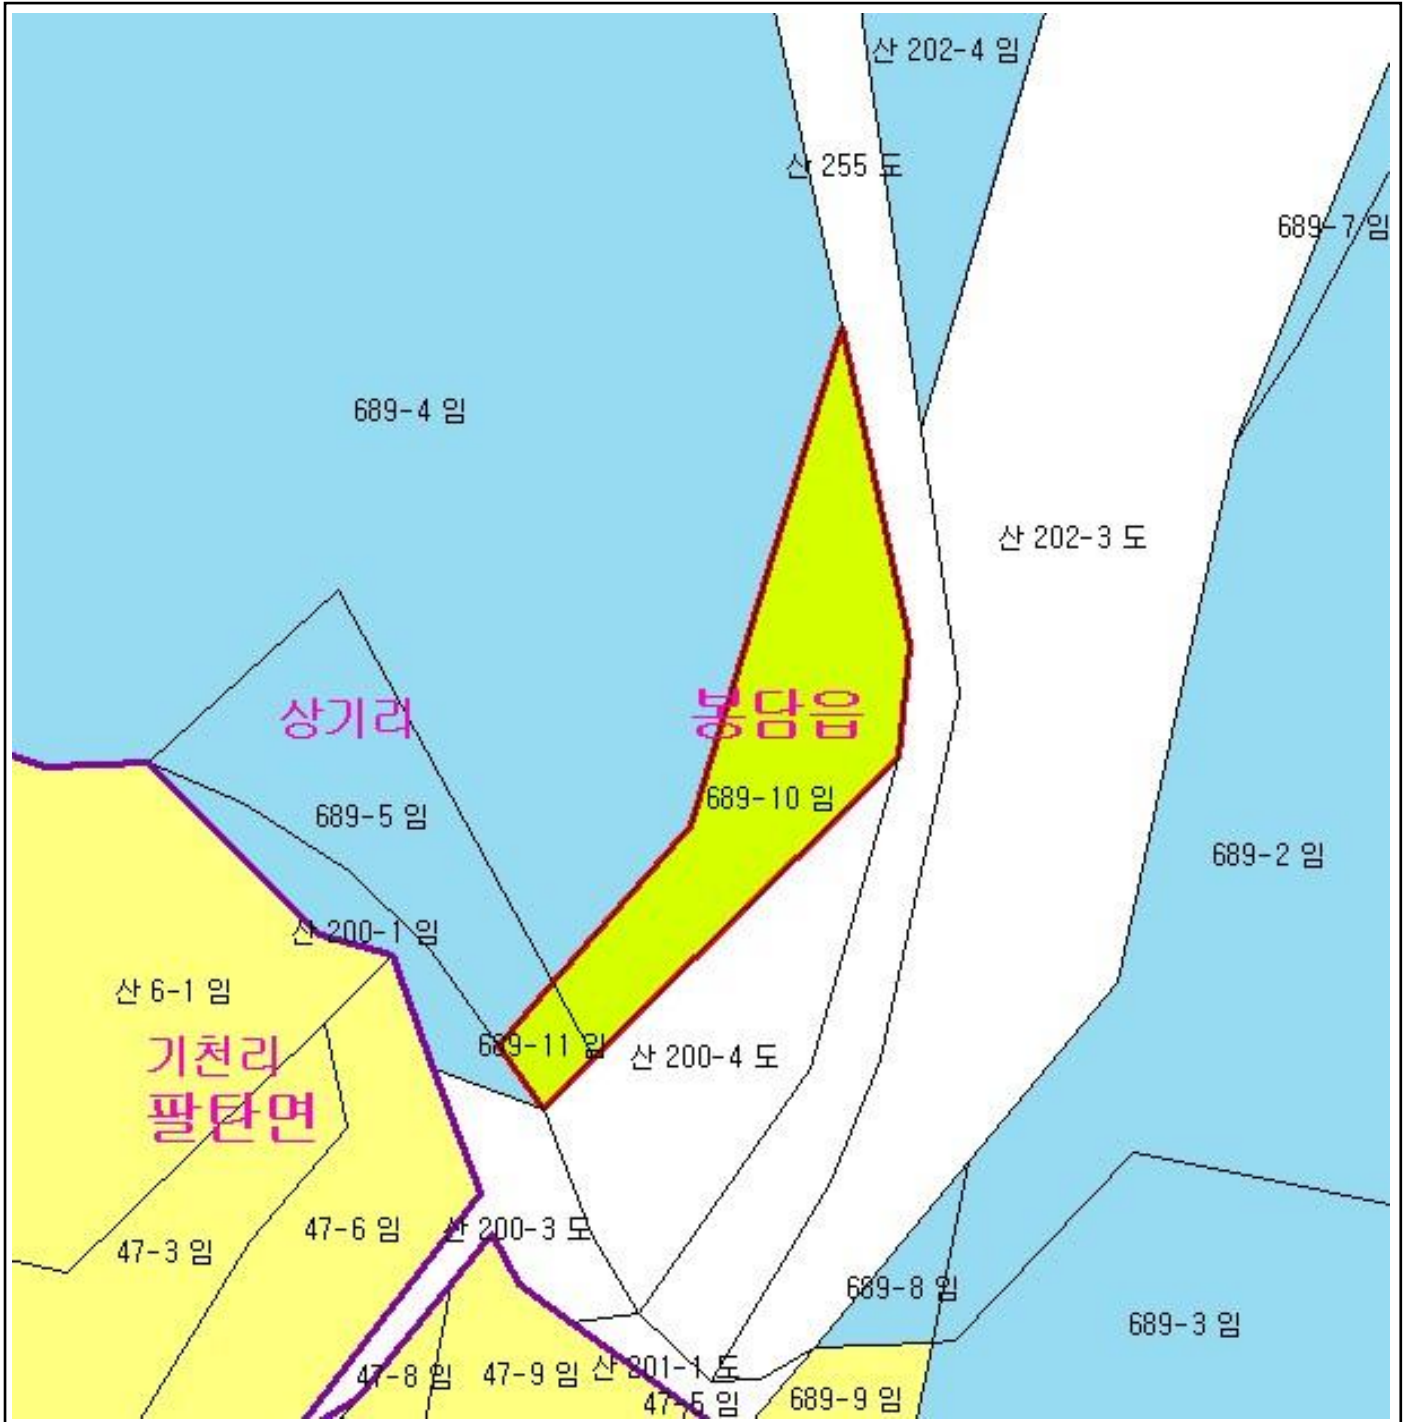 산 202-4 임
산 255 도
689-7 임
689-4 임
산 202-3 도
상기리
봉담읍
689-10 임
689-5 임
689-2 임
산 200-1 임
산 6-1 임
689-11 임
산 200-4 도
기천리
팔탄면
47-6 임
산 200-3 도
47-3 임
689-8 임
689-3 임
47-8 임
47-9 임
산 201-1 도
47-5 임
689-9 임